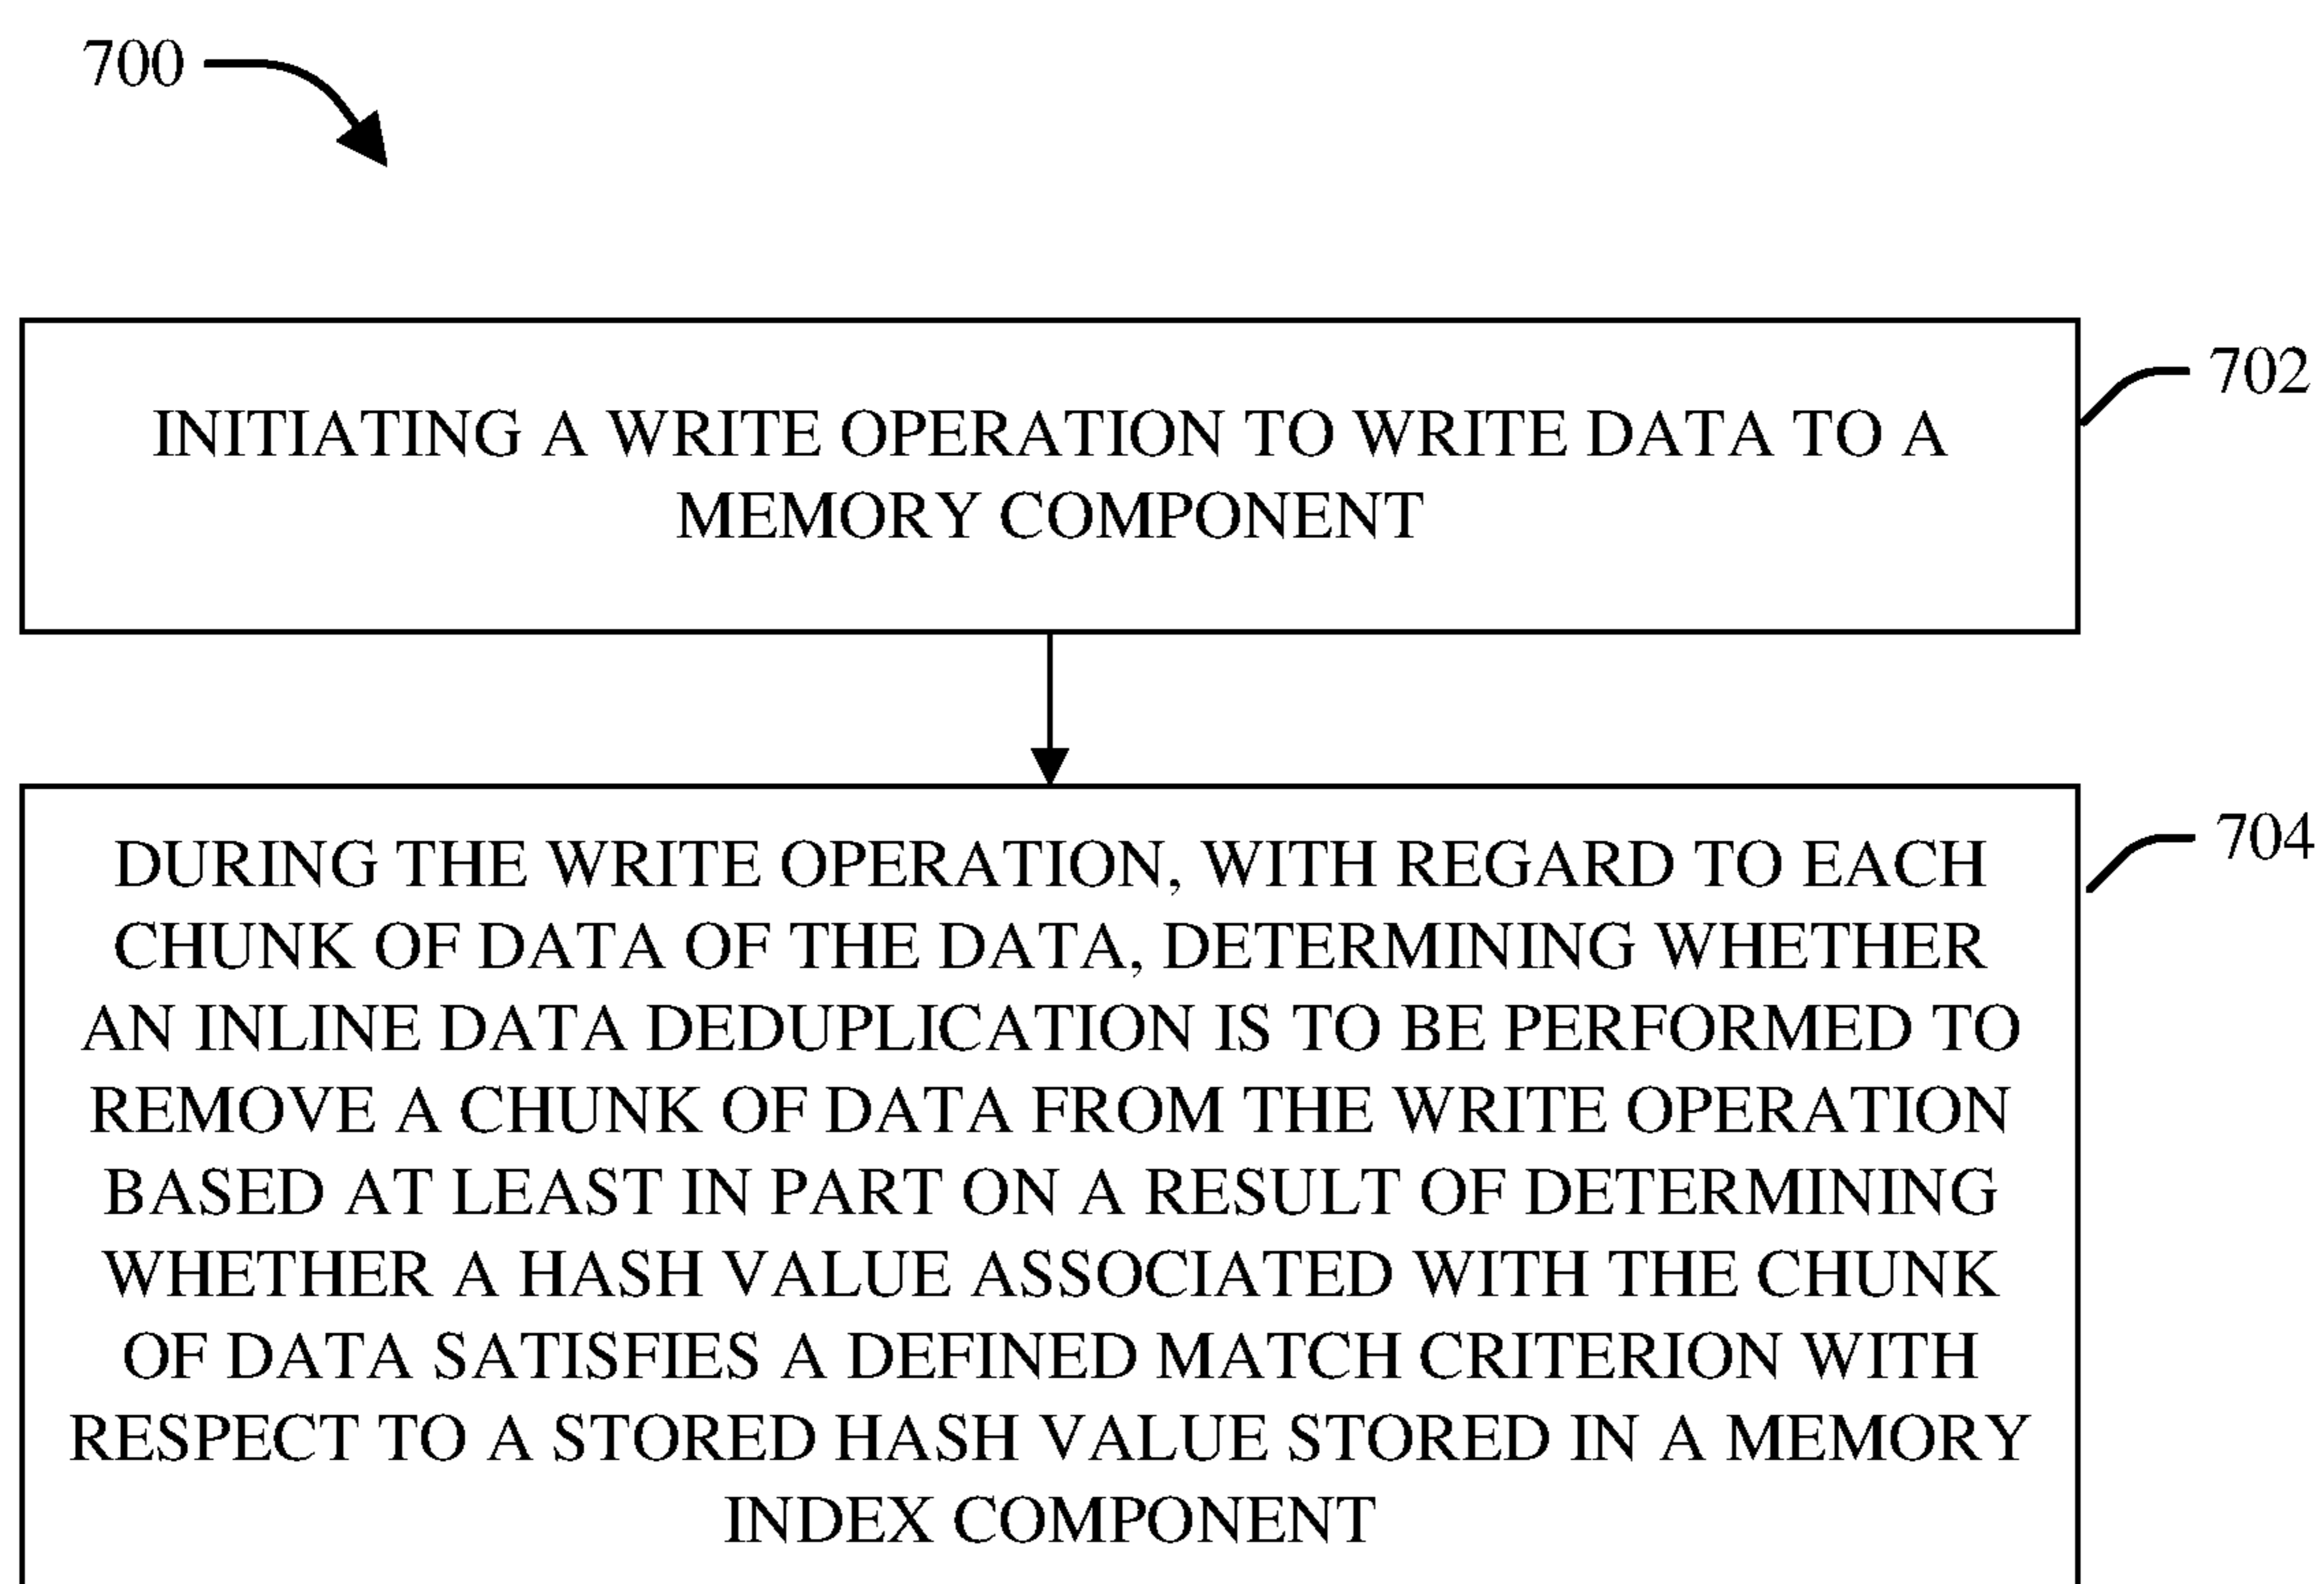 700
702
INITIATING A WRITE OPERATION TO WRITE DATA TO A
MEMORY COMPONENT
704
DURING THE WRITE OPERATION, WITH REGARD TO EACH
CHUNK OF DATA OF THE DATA, DETERMINING WHETHER
AN INLINE DATA DEDUPLICATION IS TO BE PERFORMED TO
REMOVE A CHUNK OF DATA FROM THE WRITE OPERATION
BASED AT LEAST IN PART ON A RESULT OF DETERMINING
WHETHER A HASH VALUE ASSOCIATED WITH THE CHUNK
OF DATA SATISFIES A DEFINED MATCH CRITERION WITH
RESPECT TO A STORED HASH VALUE STORED IN A MEMORY
INDEX COMPONENT